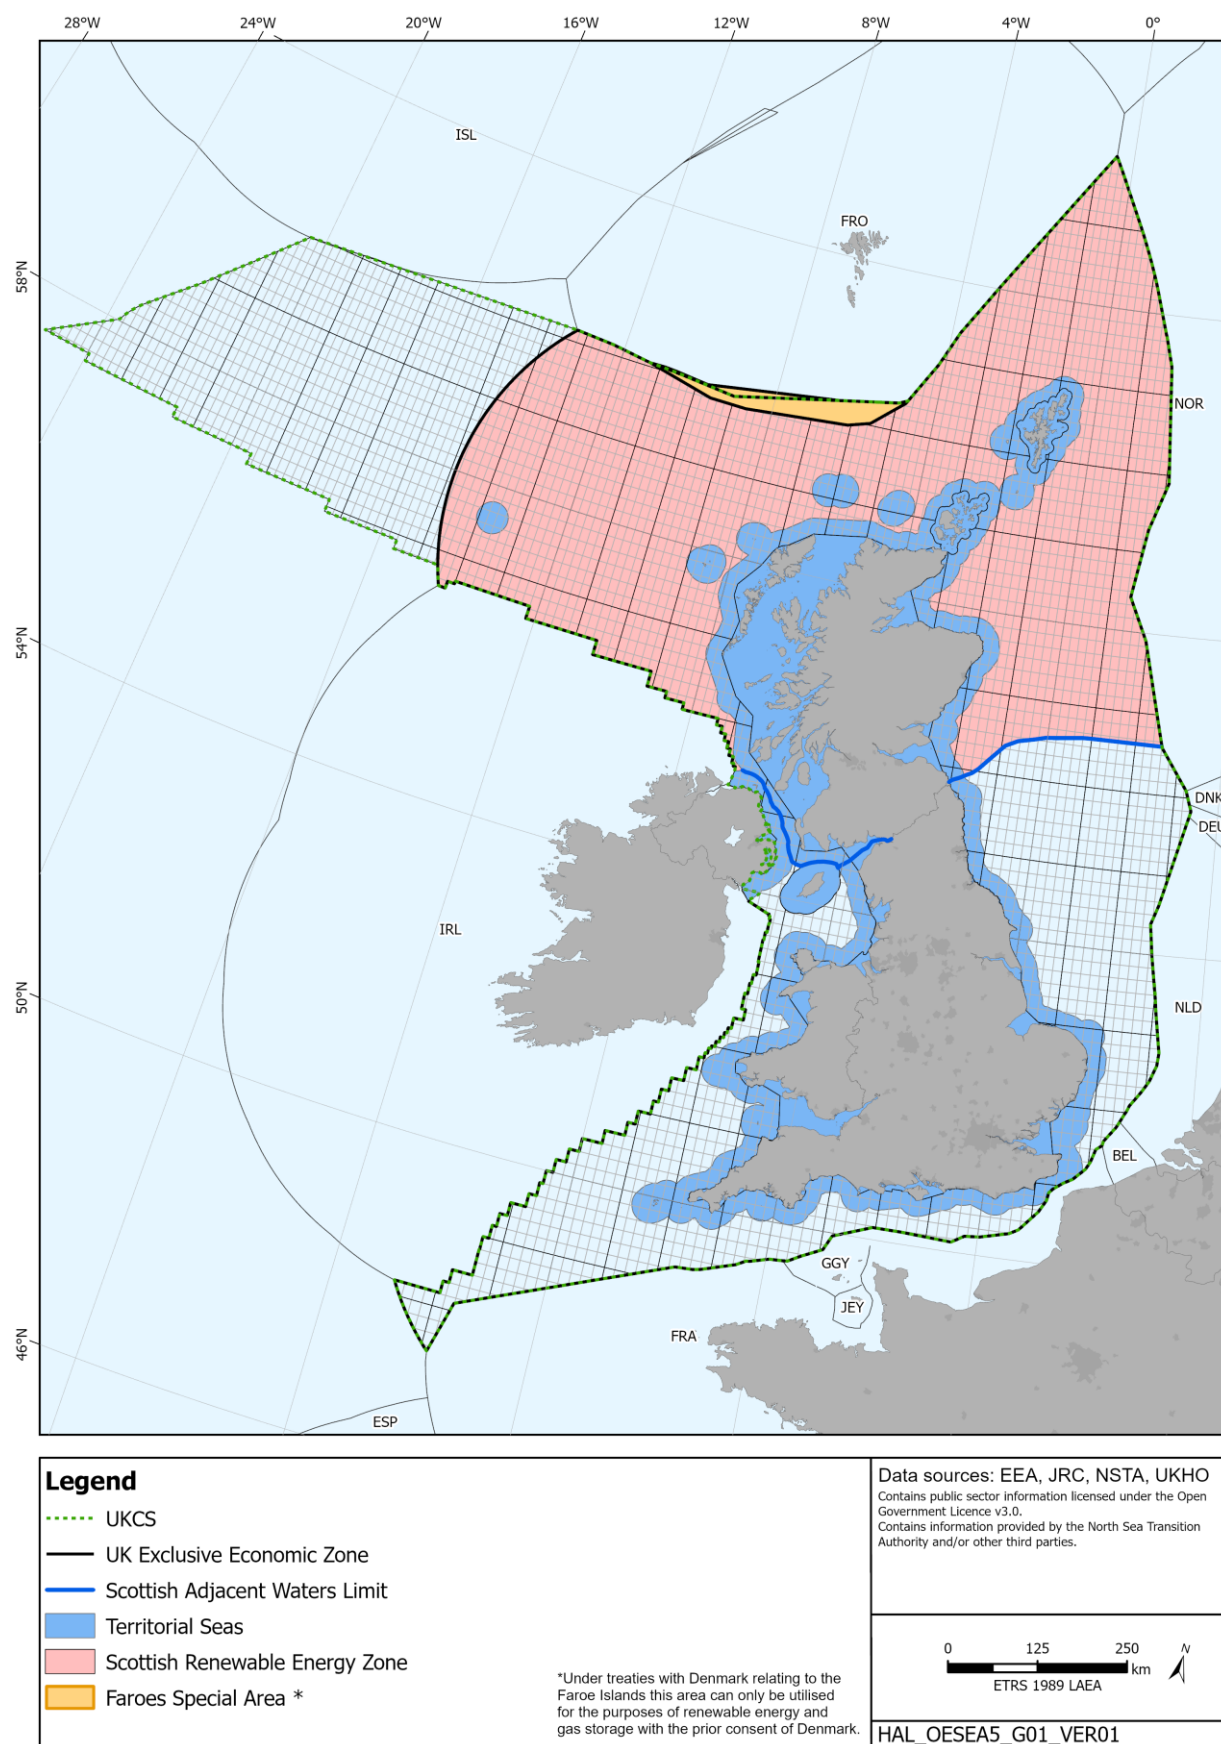 28°W
24°W
20°W
16°W
12°W
8°W
4°W
0°
ISL
FRO
58°N
NOR
54°N
DNK
DEU
IRL
50°N
NLD
BEL
GGY
JEY
46°N
FRA
ESP
Legend
UKCS
UK Exclusive Economic Zone
Scottish Adjacent Waters Limit
Territorial Seas
Scottish Renewable Energy Zone
Faroes Special Area *
*Under treaties with Denmark relating to the
Faroe Islands this area can only be utilised
for the purposes of renewable energy and
gas storage with the prior consent of Denmark.
Data sources: EEA, JRC, NSTA, UKHO
Contains public sector information licensed under the Open
Government Licence v3.0.
Contains information provided by the North Sea Transition
Authority and/or other third parties.
0 125 250
km
N
ETRS 1989 LAEA
HAL_OESEA5_G01_VER01